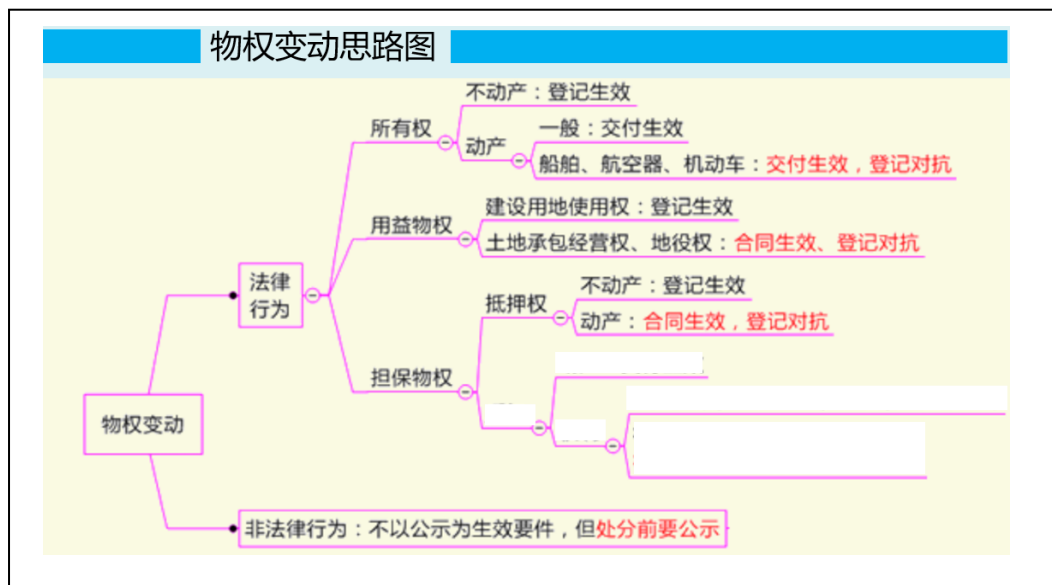 物权变动思路图
不动产：登记生效
所有权
一般：交付生效
动产
船舶、航空器、机动车：交付生效，登记对抗
建设用地使用权：登记生效
用益物权
土地承包经营权、地役权：合同生效、登记对抗
法律
行为
不动产：登记生效
抵押权
动产：合同生效，登记对抗
担保物权
物权变动
非法律行为：不以公示为生效要件，但处分前要公示